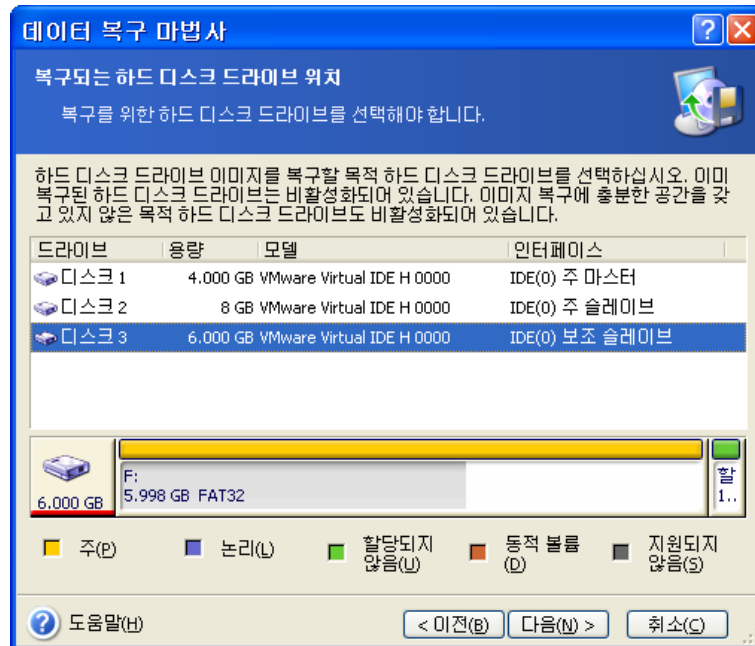 데이터 복구 마법사
복구되는 하드 디스크 드라이브 위치
복구를 위한 하드 디스크 드라이브를 선택해야 합니다.
하드 디스크 드라이브 이미지를 복구할 목적 하드 디스크 드라이브를 선택하십시오. 이미
복구된 하드 디스크 드라이브는 비활성화되어 있습니다. 이미지 복구에 충분한 공간을 갖
고 있지 않은 목적 하드 디스크 드라이브도 비활성화되어 있습니다.
드라이브 용량 모델 인터페이스
디스크 1 4.000 GB VMware Virtual IDE H 0000 IDE(0) 주 마스터
디스크 2 8 GB VMware Virtual IDE H 0000 IDE(0) 주 슬레이브
디스크 3 6.000 GB VMware Virtual IDE H 0000 IDE(0) 보조 슬레이브
6.000 GB
F:
5.998 GB FAT32
할
1..
주(P)
논리(L)
할당되지
않음(U)
동적 볼륨
(D)
지원되지
않음(S)
도움말(H)
< 이전(B) 다음(N) > 취소(C)